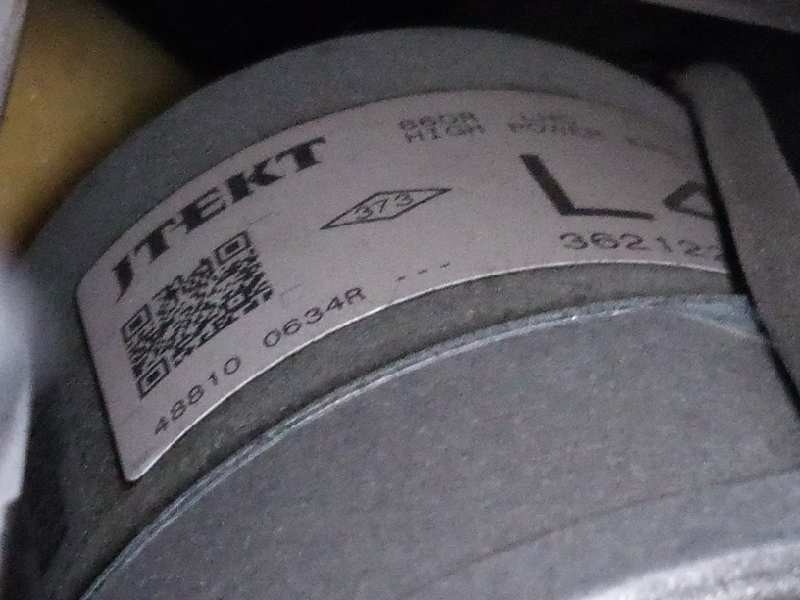 JTEKT
HIGH POWER
373
L
362122
48810 0634R ---